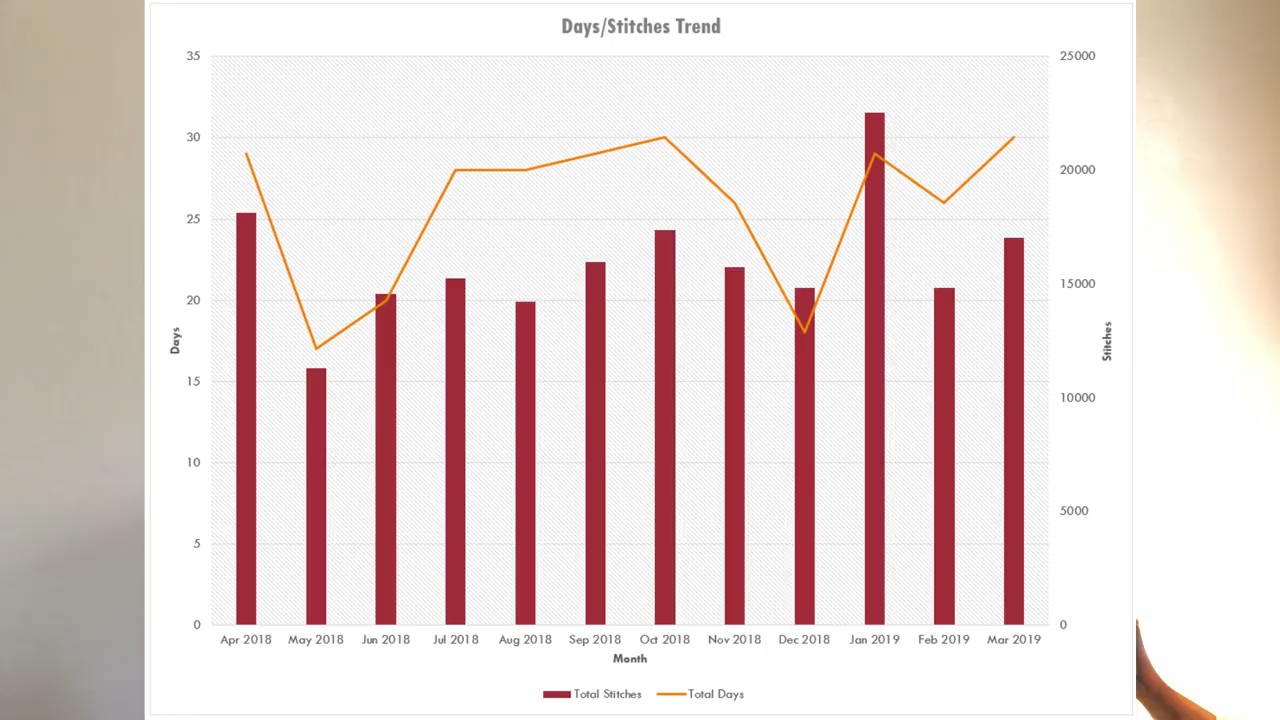 Days/Stitches Trend
35
30
25
20
15
10
5
0
Days
25000
20000
15000
10000
5000
0
Stitches
Apr 2018 May 2018 Jun 2018 Jul 2018 Aug 2018 Sep 2018 Oct 2018 Nov 2018 Dec 2018 Jan 2019 Feb 2019 Mar 2019
Month
Total Stitches Total Days